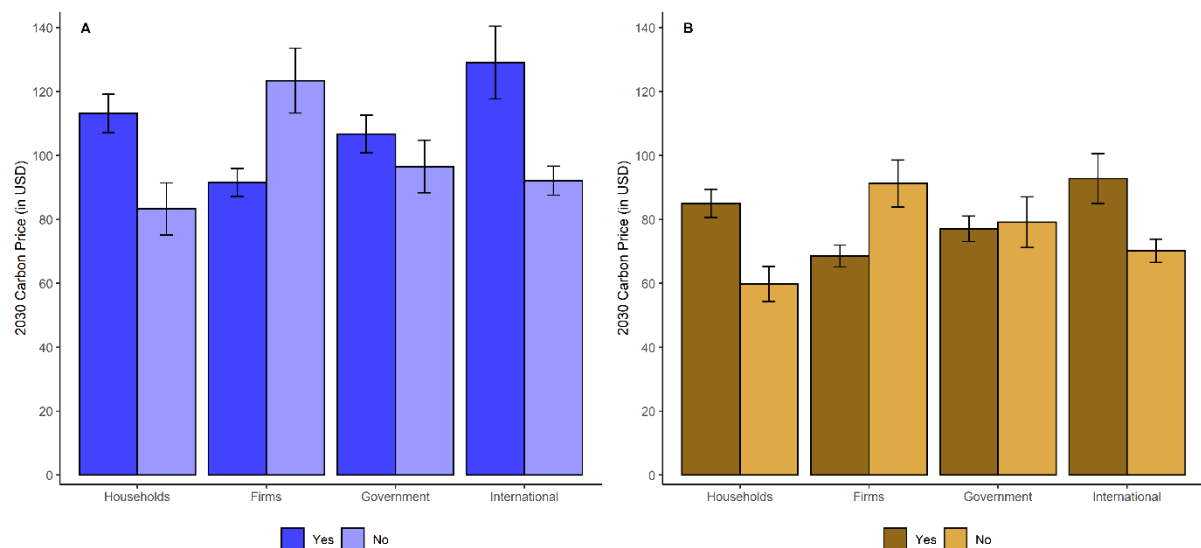 A
2030 Carbon Price (in USD)
140
120
100
80
60
40
20
0
Households Firms Government International
Yes No
B
2030 Carbon Price (in USD)
140
120
100
80
60
40
20
0
Households Firms Government International
Yes No